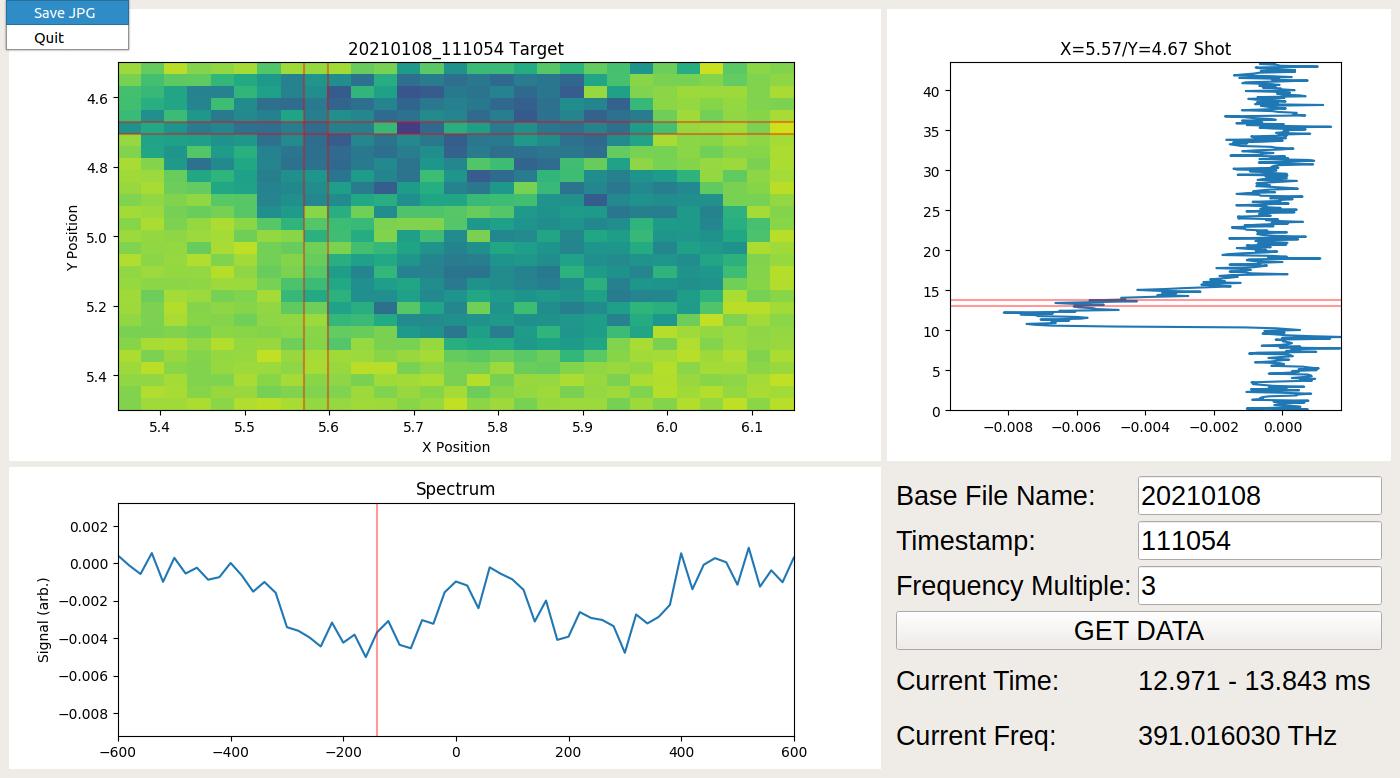 Save JPG
Quit
20210108_111054 Target
4.6
4.8
5.0
5.2
5.4
Y Position
5.4
5.5
5.6
5.7
5.8
5.9
6.0
6.1
X Position
X=5.57/Y=4.67 Shot
40
35
30
25
20
15
10
5
0
−0.008
−0.006
−0.004
−0.002
0.000
Spectrum
0.002
0.000
−0.002
−0.004
−0.006
−0.008
Signal (arb.)
−600
−400
−200
0
200
400
600
Base File Name: 20210108
Timestamp: 111054
Frequency Multiple: 3
GET DATA
Current Time: 12.971 - 13.843 ms
Current Freq: 391.016030 THz